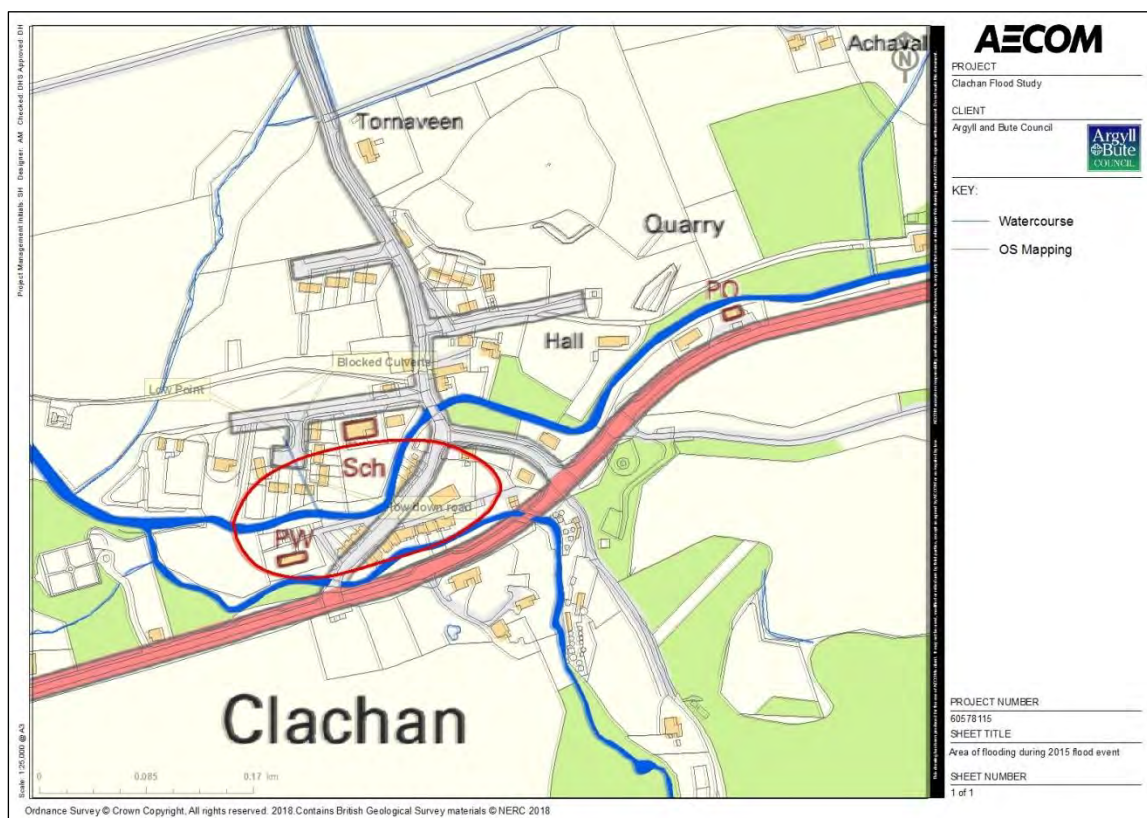 Achaval
N
Tornaveen
Quarry
PO
Hall
Blocked Culverts
Low Point
Sch
flow down road
PW
Clachan
0 0.085 0.17 km
Ordnance Survey © Crown Copyright, All rights reserved. 2018.Contains British Geological Survey materials © NERC 2018
Scale: 1:25,000 @ A3
Project Management Initials: SH Designer: AM Checked: DHS Approved: DH
AECOM
PROJECT
Clachan Flood Study
CLIENT
Argyll and Bute Council
Argyll
Bute
COUNCIL
KEY:
Watercourse
OS Mapping
PROJECT NUMBER
60578115
SHEET TITLE
Area of flooding during 2015 flood event
SHEET NUMBER
1 of 1